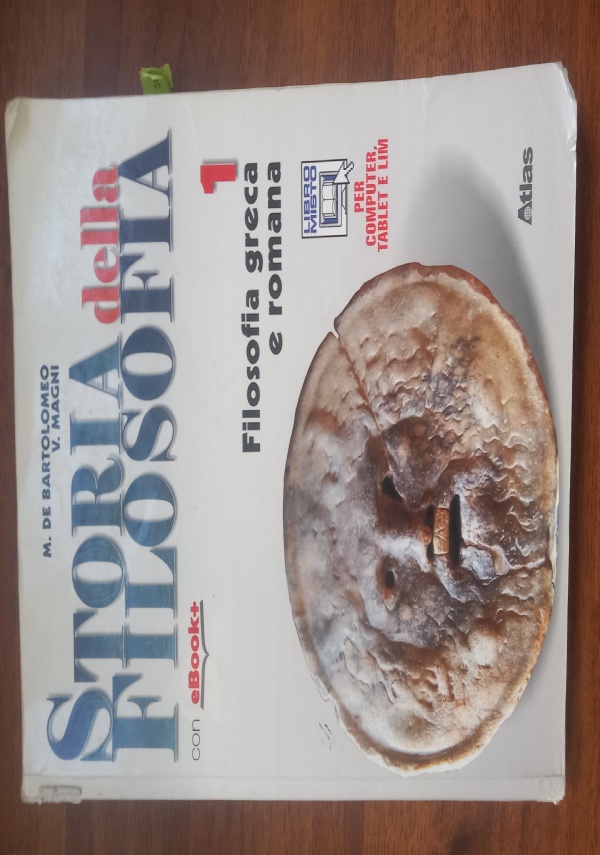 M. DE BARTOLOMEO
V. MAGNI
STORIA della
FILOSOFIA
con eBook+
1
Filosofia greca
e romana
LIBRO
MISTO
PER
COMPUTER,
TABLET E LIM
Atlas